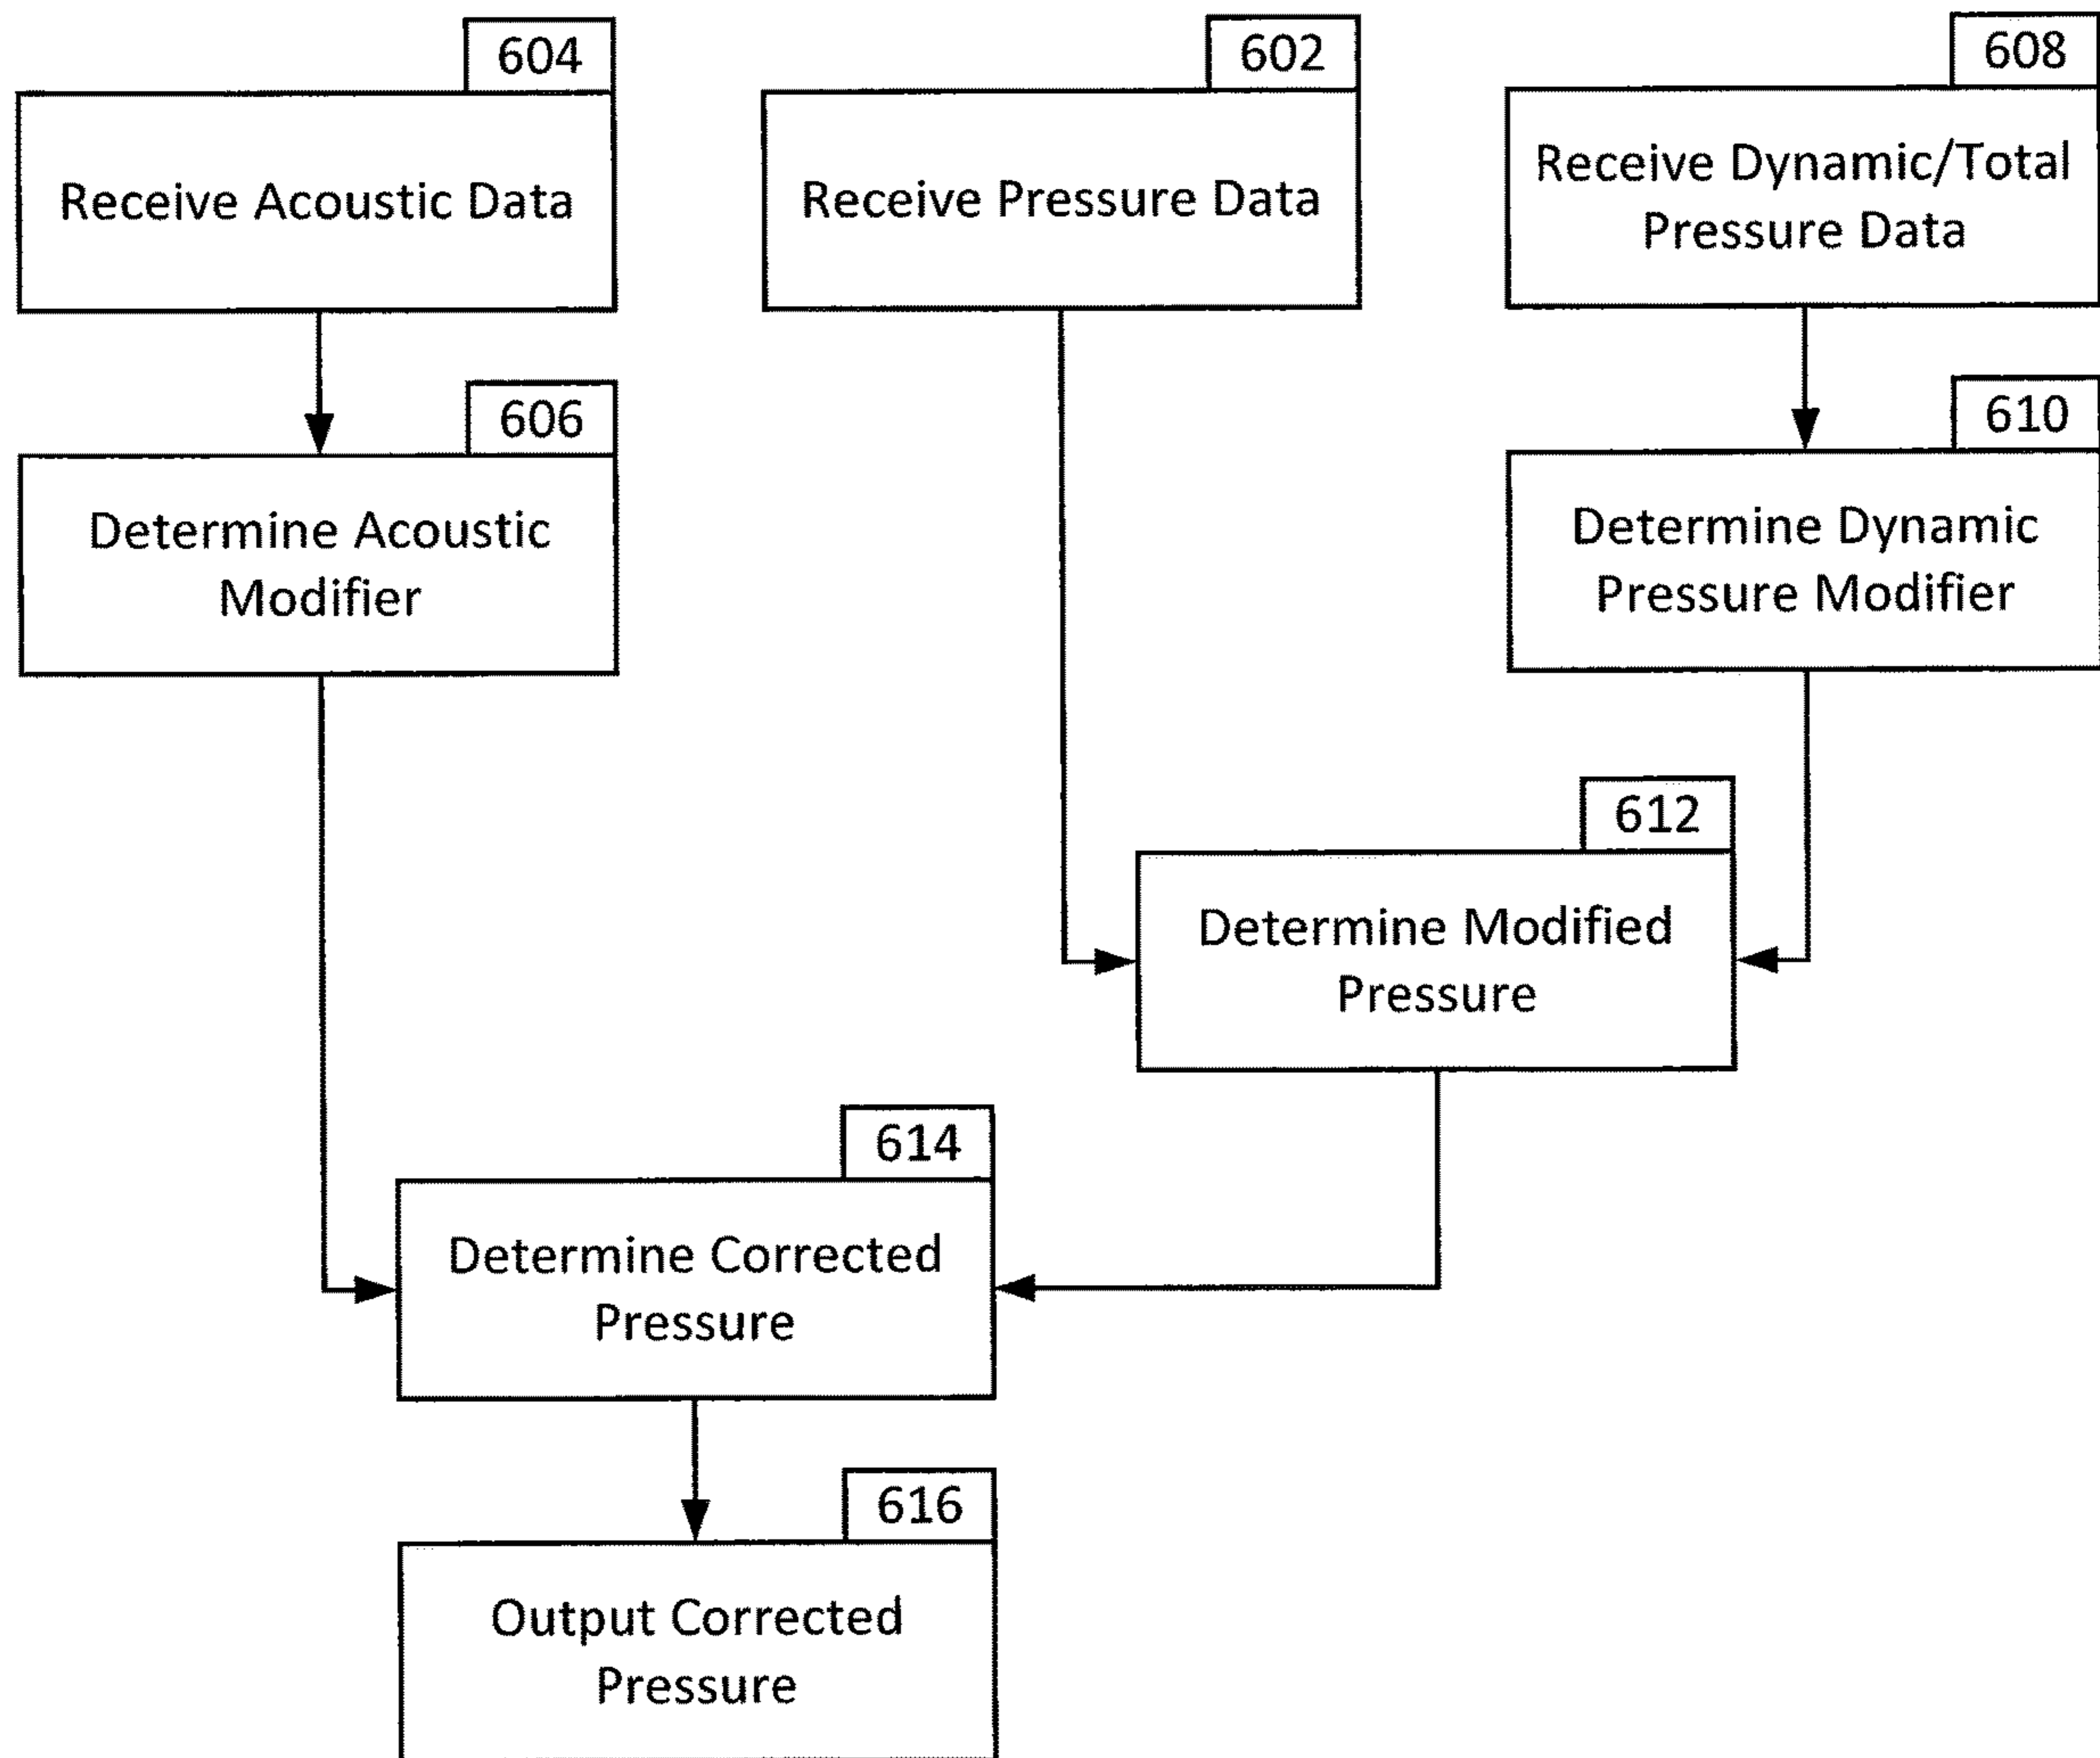 604
Receive Acoustic Data
602
Receive Pressure Data
608
Receive Dynamic/Total
Pressure Data
606
Determine Acoustic
Modifier
610
Determine Dynamic
Pressure Modifier
612
Determine Modified
Pressure
614
Determine Corrected
Pressure
616
Output Corrected
Pressure